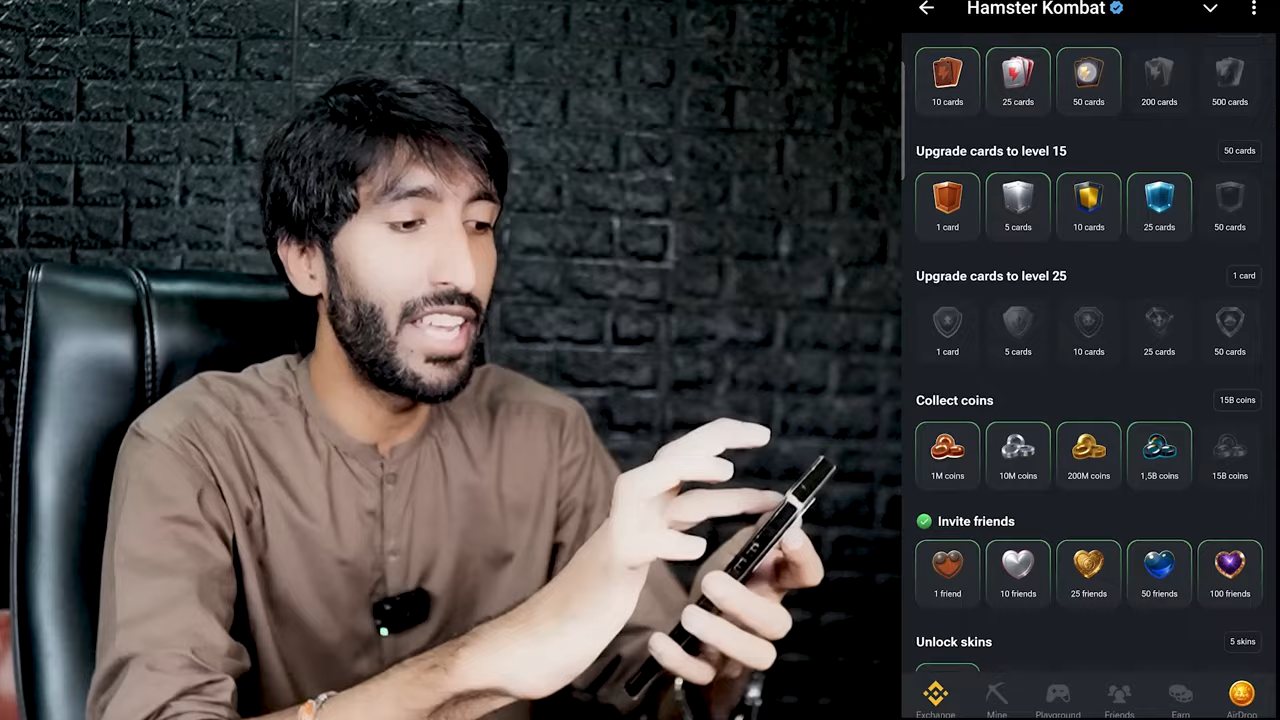 Hamster Kombat
10 cards 25 cards 50 cards 200 cards 500 cards
Upgrade cards to level 15 50 cards
1 card 5 cards 10 cards 25 cards 50 cards
Upgrade cards to level 25 1 card
1 card 5 cards 10 cards 25 cards 50 cards
Collect coins 15B coins
1M coins 10M coins 200M coins 1,5B coins 15B coins
Invite friends
1 friend 10 friends 25 friends 50 friends 100 friends
Unlock skins 5 skins
Exchange Mine Playground Friends Earn AirDrop